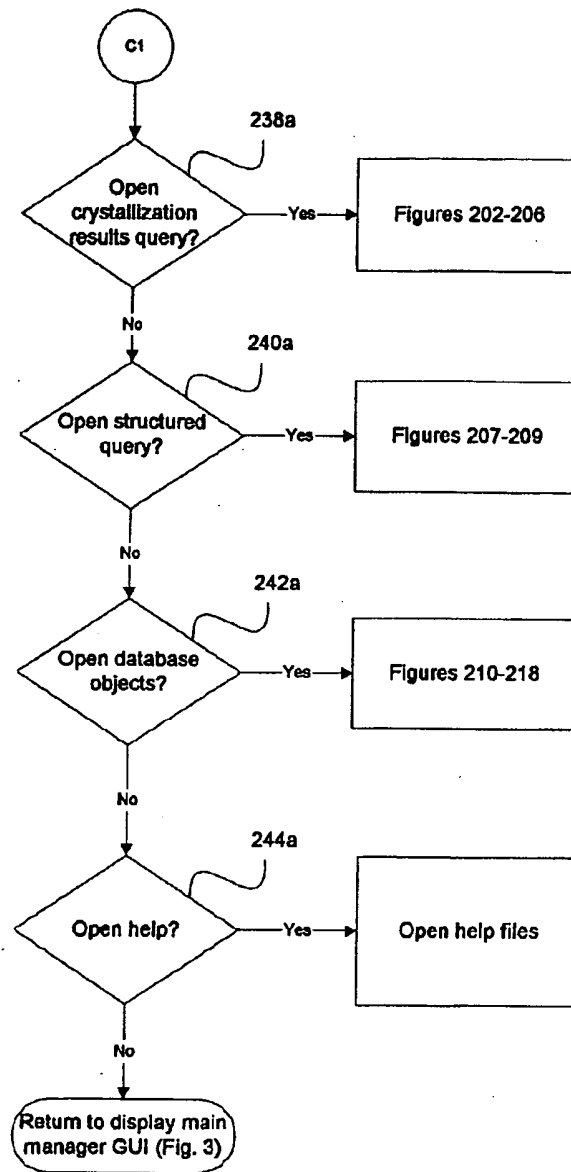 C1
238a
Open
crystallization
results query?
Yes
Figures 202-206
No
240a
Open structured
query?
Yes
Figures 207-209
No
242a
Open database
objects?
Yes
Figures 210-218
No
244a
Open help?
Yes
Open help files
No
Return to display main
manager GUI (Fig. 3)